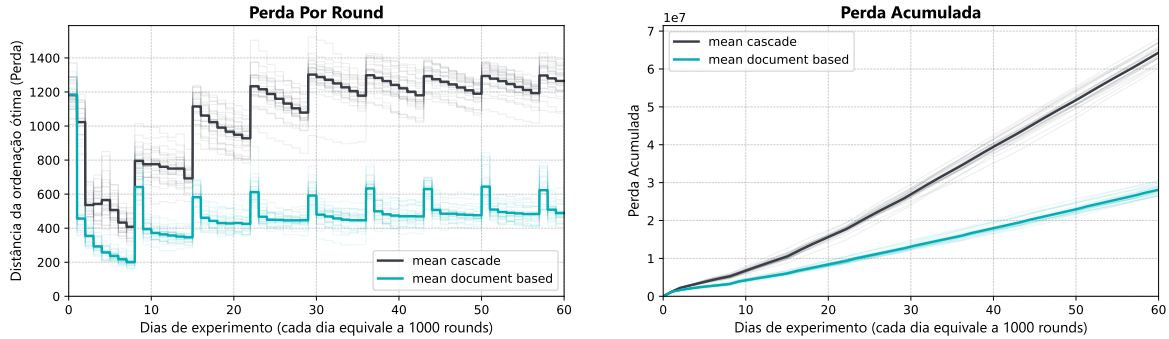 Perda Por Round
Distância da ordenação ótima (Perda)
1400
1200
1000
800
600
400
200
0
mean cascade
mean document based
0 10 20 30 40 50 60
Dias de experimento (cada dia equivale a 1000 rounds)
Perda Acumulada
1e7
Perda Acumulada
7
6
5
4
3
2
1
0
mean cascade
mean document based
0 10 20 30 40 50 60
Dias de experimento (cada dia equivale a 1000 rounds)